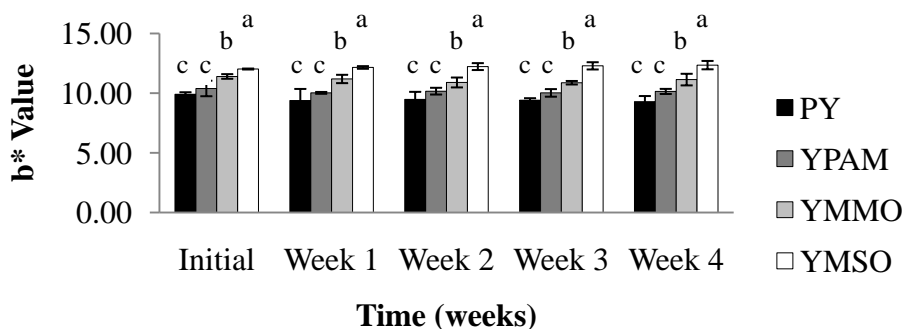 a a a a a
15.00 b b b b b
c c c c c c c c c c
10.00
5.00
0.00
b* Value
Initial Week 1 Week 2 Week 3 Week 4
Time (weeks)
PY
YPAM
YMMO
YMSO